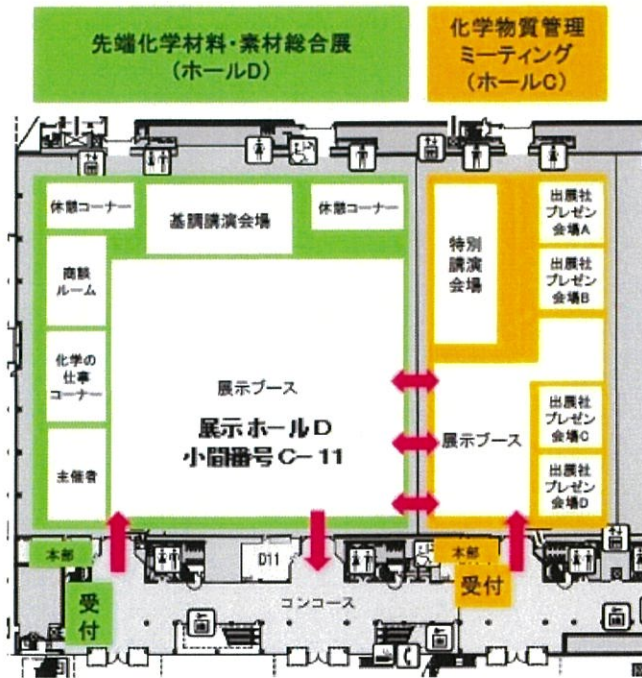 先端化学材料・素材総合展
(ホールD)
化学物質管理
ミーティング
(ホールC)
休憩コーナー
基調講演会場
休憩コーナー
商談
ルーム
化学の
仕事
コーナー
主催者
展示ブース
展示ホールD
小間番号C-11
特別
講演
会場
出展社
プレゼン
会場A
出展社
プレゼン
会場B
展示ブース
出展社
プレゼン
会場C
出展社
プレゼン
会場D
本部
受
付
D11
コンコース
本部
受付